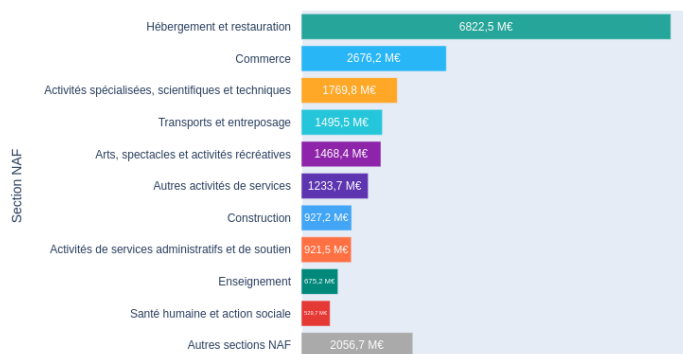 Hébergement et restauration 6822,5 M€
Commerce 2676,2 M€
Activités spécialisées, scientifiques et techniques 1769,8 M€
Transports et entreposage 1495,5 M€
Arts, spectacles et activités récréatives 1468,4 M€
Autres activités de services 1233,7 M€
Construction 927,2 M€
Activités de services administratifs et de soutien 921,5 M€
Enseignement 675,2 M€
Santé humaine et action sociale 529,7 M€
Autres sections NAF 2056,7 M€
Section NAF